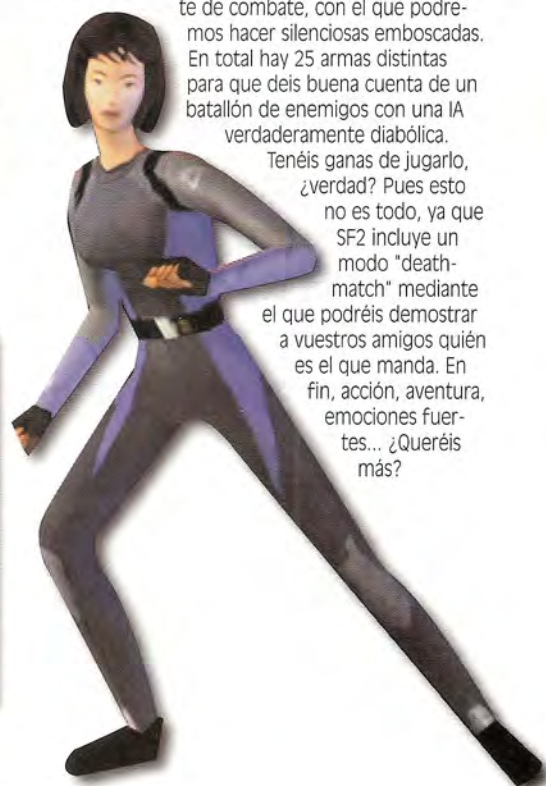 te de combate, con el que podre-
mos hacer silenciosas emboscadas.
En total hay 25 armas distintas
para que deis buena cuenta de un
batallón de enemigos con una IA
verdaderamente diabólica.
Tenéis ganas de jugarlo,
¿verdad? Pues esto
no es todo, ya que
SF2 incluye un
modo "death-
match" mediante
el que podréis demostrar
a vuestros amigos quién
es el que manda. En
fin, acción, aventura,
emociones fuer-
tes... ¿Queréis
más?